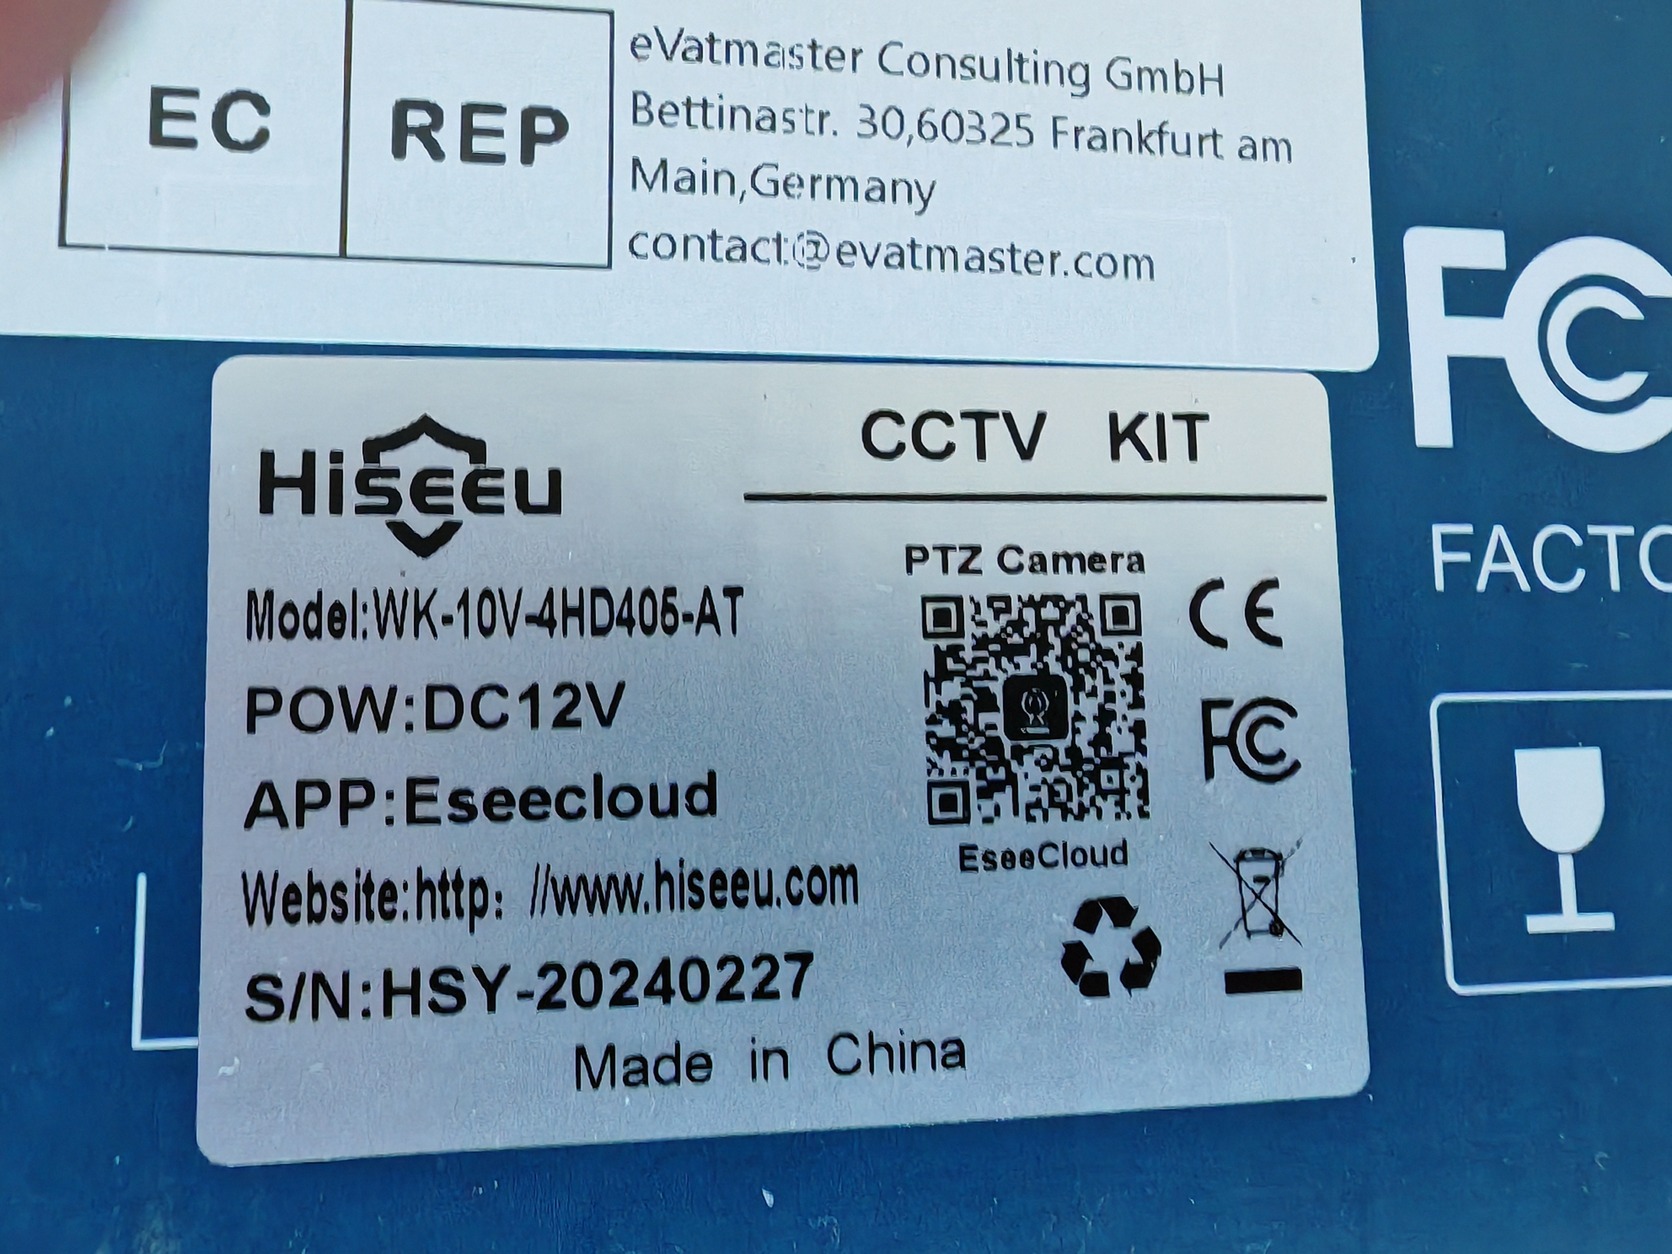 EC REP
eVatmaster Consulting GmbH
Bettinastr. 30,60325 Frankfurt am
Main,Germany
contact@evatmaster.com
FC
FACTO
Hiseeu
CCTV KIT
PTZ Camera
Model:WK-10V-4HD405-AT
POW:DC12V
APP:Eseecloud
EseeCloud
Website:http: //www.hiseeu.com
S/N:HSY-20240227
Made in China
CE
FC